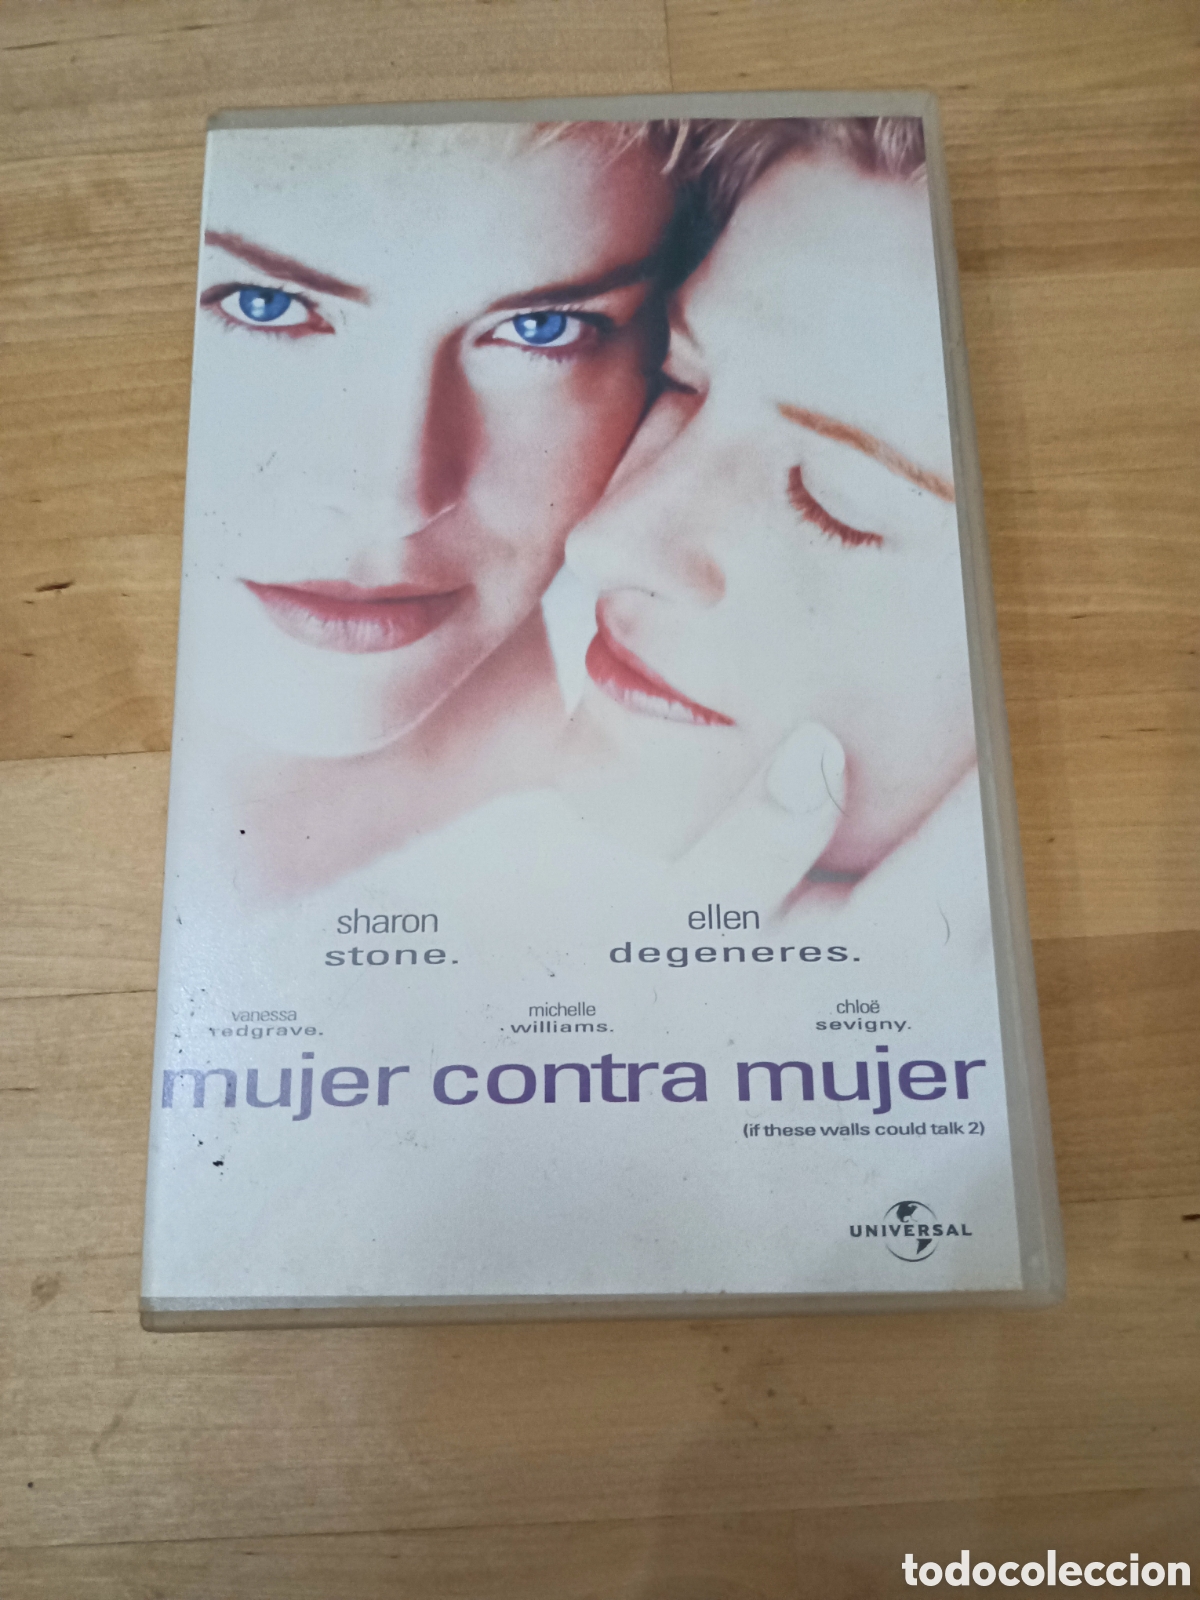 sharon
stone.
ellen
degeneres.
vanessa
redgrave.
michelle
williams.
chloë
sevigny.
mujer contra mujer
(if these walls could talk 2)
UNIVERSAL
todocoleccion